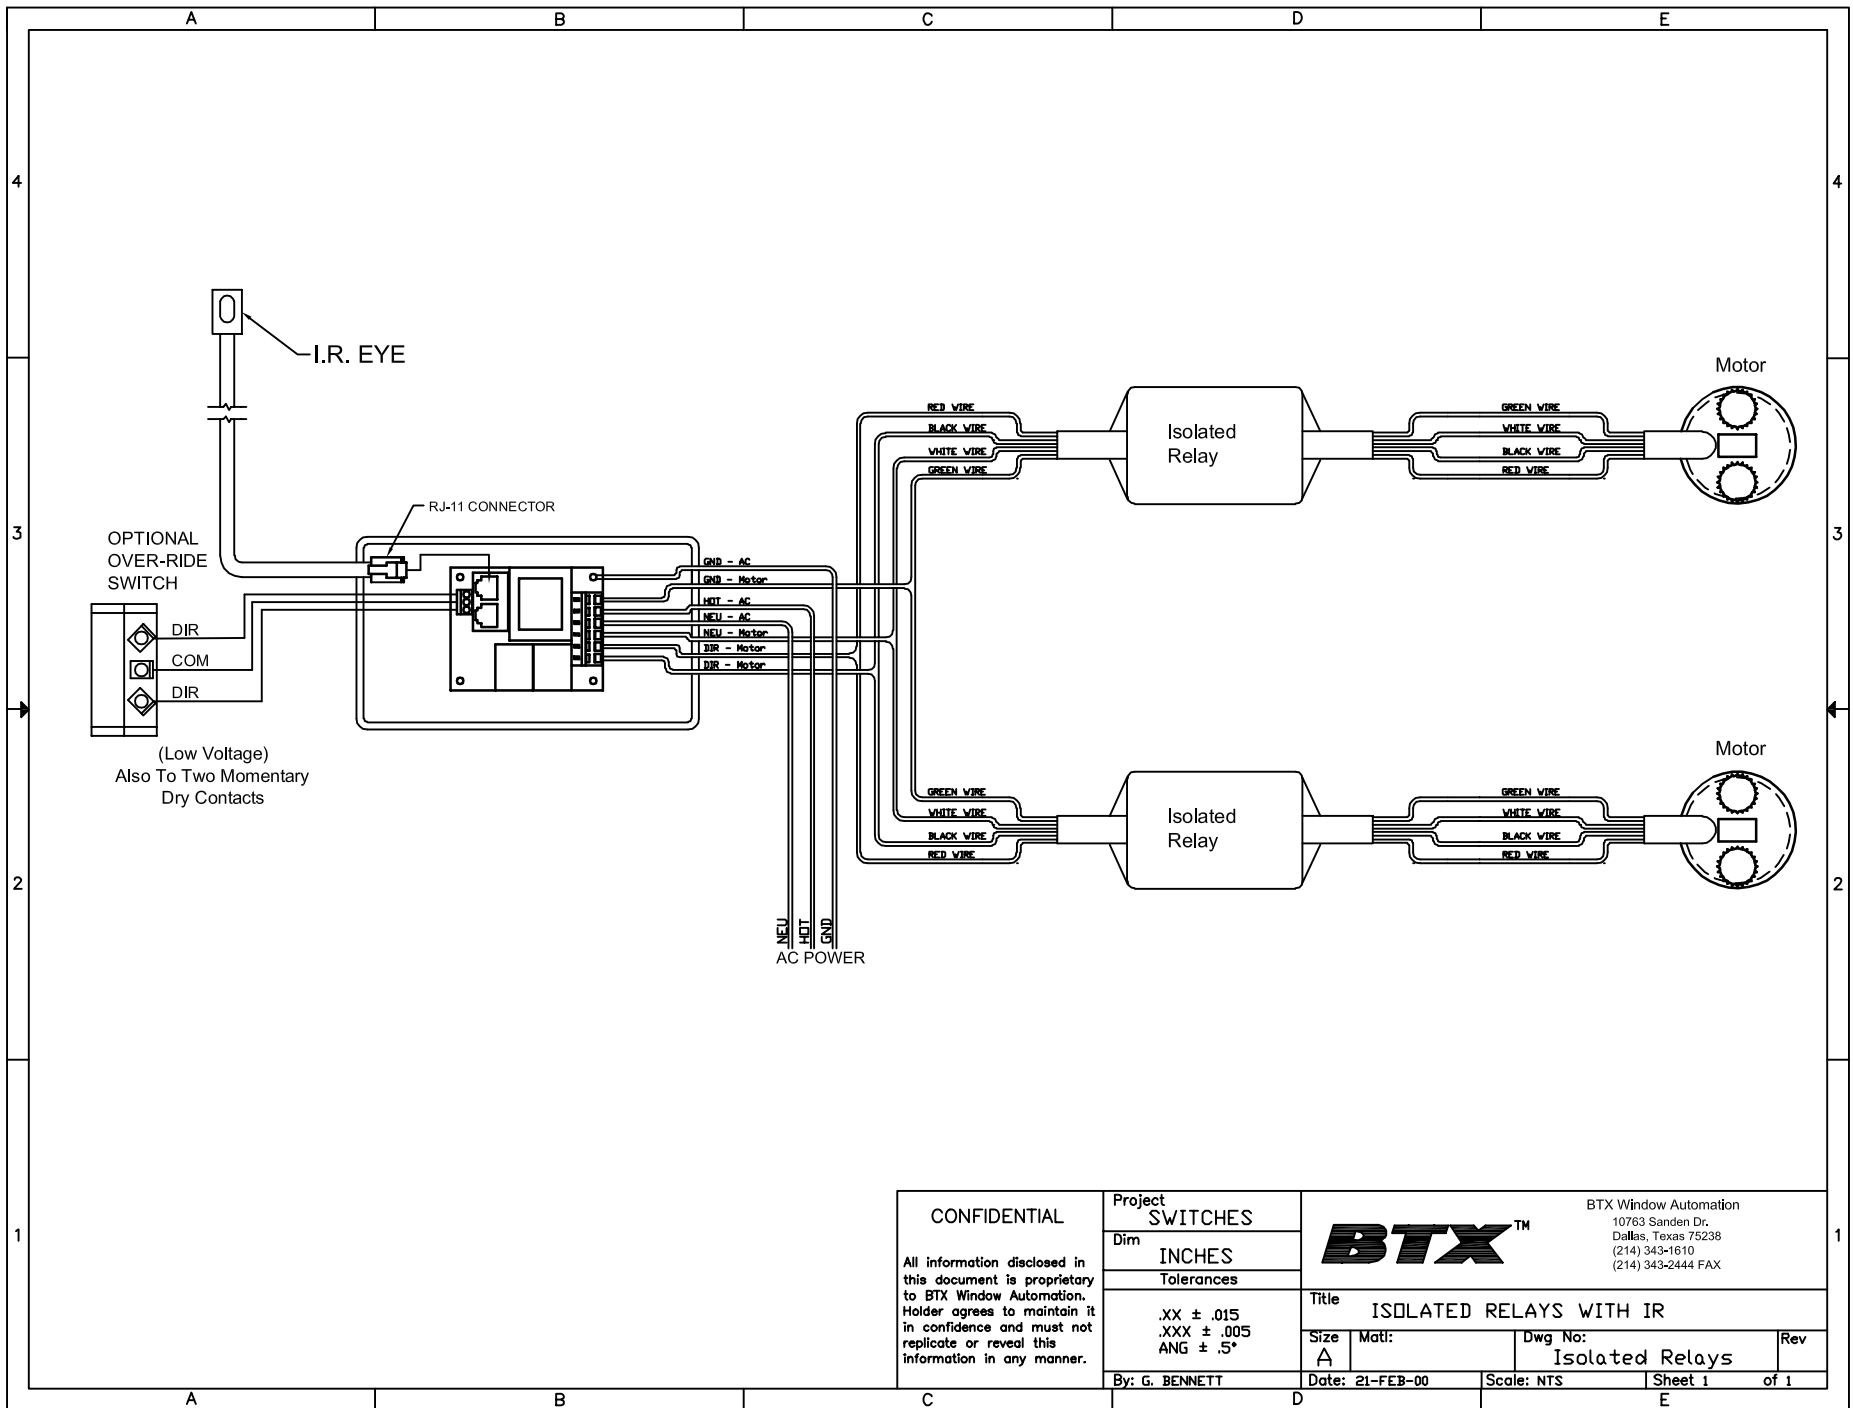 A B C D E
4 4
I.R. EYE
Motor
RED WIRE
BLACK WIRE
WHITE WIRE
GREEN WIRE
Isolated
Relay
GREEN WIRE
WHITE WIRE
BLACK WIRE
RED WIRE
RJ-11 CONNECTOR
3 3
OPTIONAL
OVER-RIDE
SWITCH
GND - AC
GND - Motor
HOT - AC
NEU - AC
NEU - Motor
DIR - Motor
DIR - Motor
DIR
COM
DIR
(Low Voltage)
Also To Two Momentary
Dry Contacts
Motor
GREEN WIRE
WHITE WIRE
BLACK WIRE
RED WIRE
Isolated
Relay
GREEN WIRE
WHITE WIRE
BLACK WIRE
RED WIRE
2 2
NEU
HOT
GND
AC POWER
1 1
CONFIDENTIAL
All information disclosed in
this document is proprietary
to BTX Window Automation.
Holder agrees to maintain it
in confidence and must not
replicate or reveal this
information in any manner.
Project
SWITCHES
Dim
INCHES
Tolerances
.XX ± .015
.XXX ± .005
ANG ± .5°
By: G. BENNETT
BTX™
BTX Window Automation
10763 Sanden Dr.
Dallas, Texas 75238
(214) 343-1610
(214) 343-2444 FAX
Title
ISOLATED RELAYS WITH IR
Size
A
Matl:
Dwg No:
Isolated Relays
Rev
Date: 21-FEB-00
Scale: NTS
Sheet 1 of 1
A B C D E